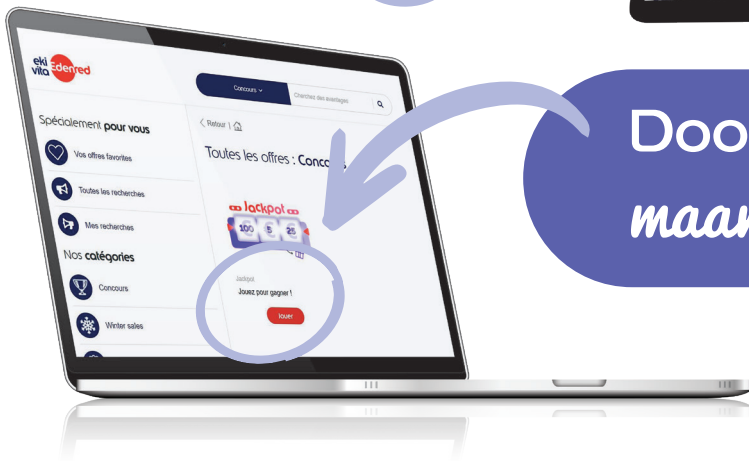 eki
vita Edenred
Concours
Cherchez des avantages
Retour |
Spécialement pour vous
Vos offres favorites
Toutes les recherches
Mes recherches
Nos catégories
Concours
Winter sales
Toutes les offres : Concours
Jackpot
100 5 25
Jackpot
Jouez pour gagner !
Jouer
Doo
maan